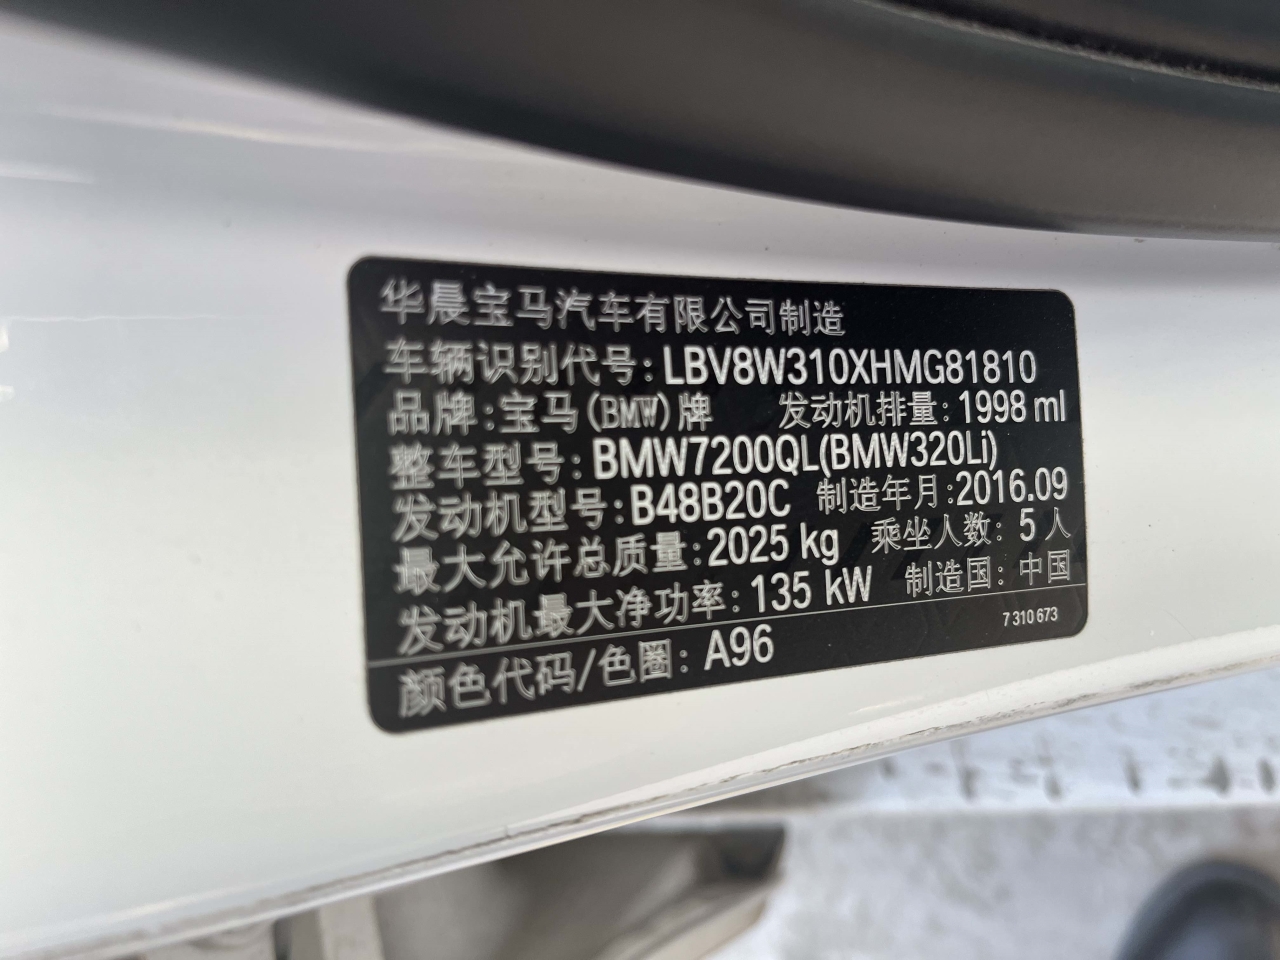 华晨宝马汽车有限公司制造
车辆识别代号:LBV8W310XHMG81810
品牌:宝马(BMW)牌 发动机排量:1998 ml
整车型号:BMW7200QL(BMW320Li)
发动机型号:B48B20C 制造年月:2016.09
最大允许总质量:2025 kg 乘坐人数: 5 人
发动机最大净功率:135 kW 制造国: 中国
7 310 673
颜色代码/色圈: A96